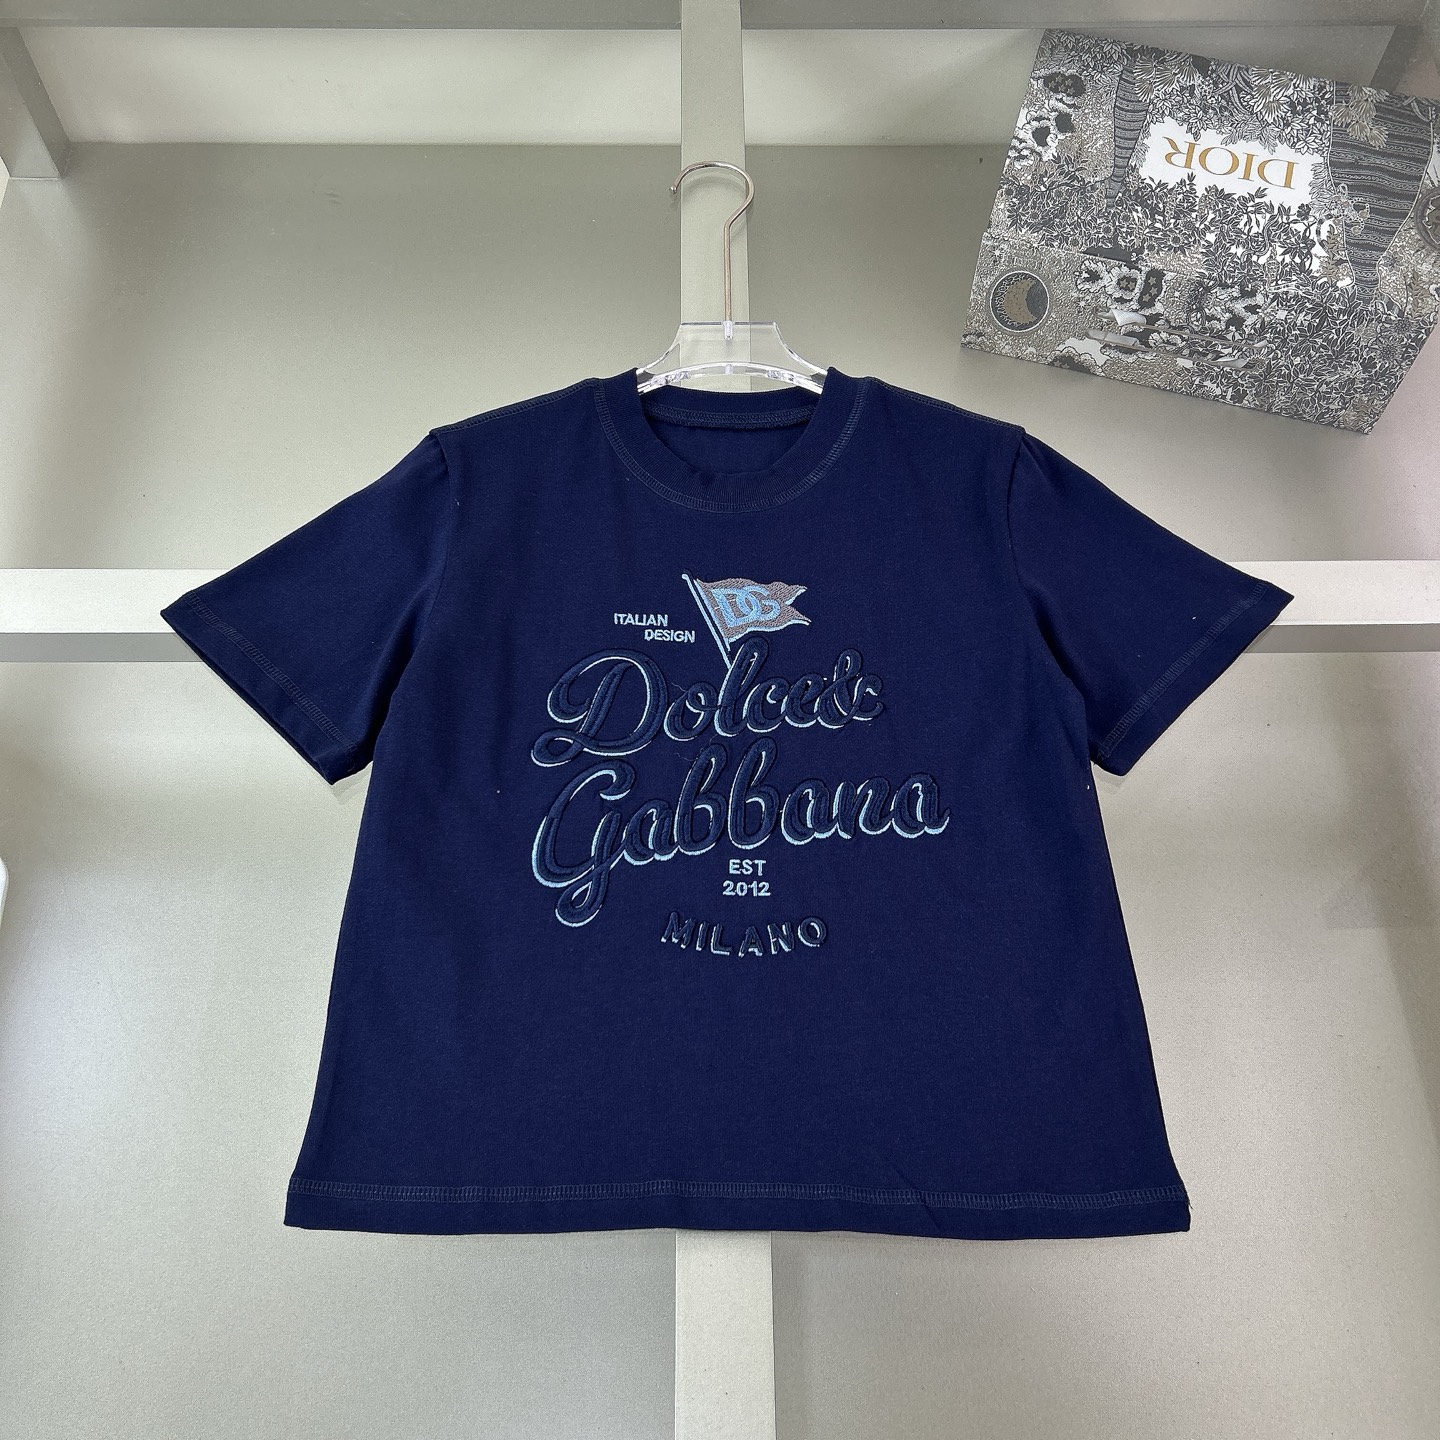 DIOR
DG
ITALIAN
DESIGN
Dolce&
Gabbana
EST
2012
MILANO